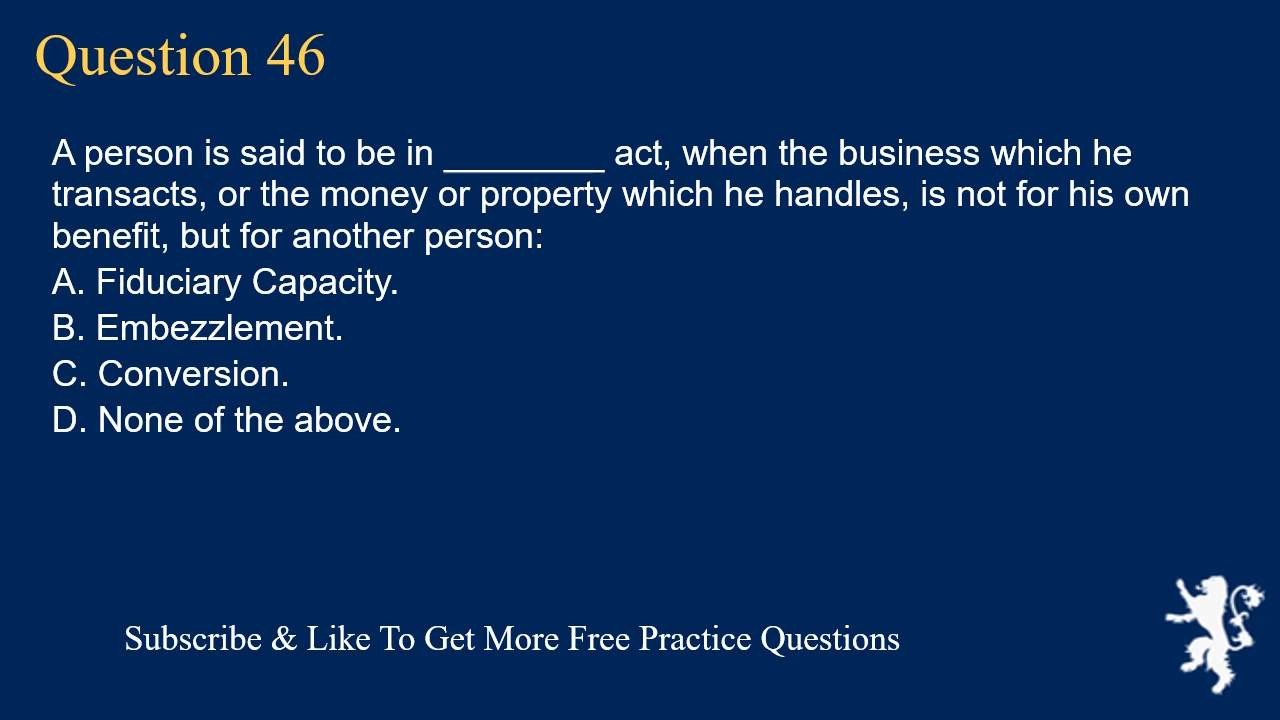 Question 46
A person is said to be in ________ act, when the business which he
transacts, or the money or property which he handles, is not for his own
benefit, but for another person:
A. Fiduciary Capacity.
B. Embezzlement.
C. Conversion.
D. None of the above.
Subscribe & Like To Get More Free Practice Questions